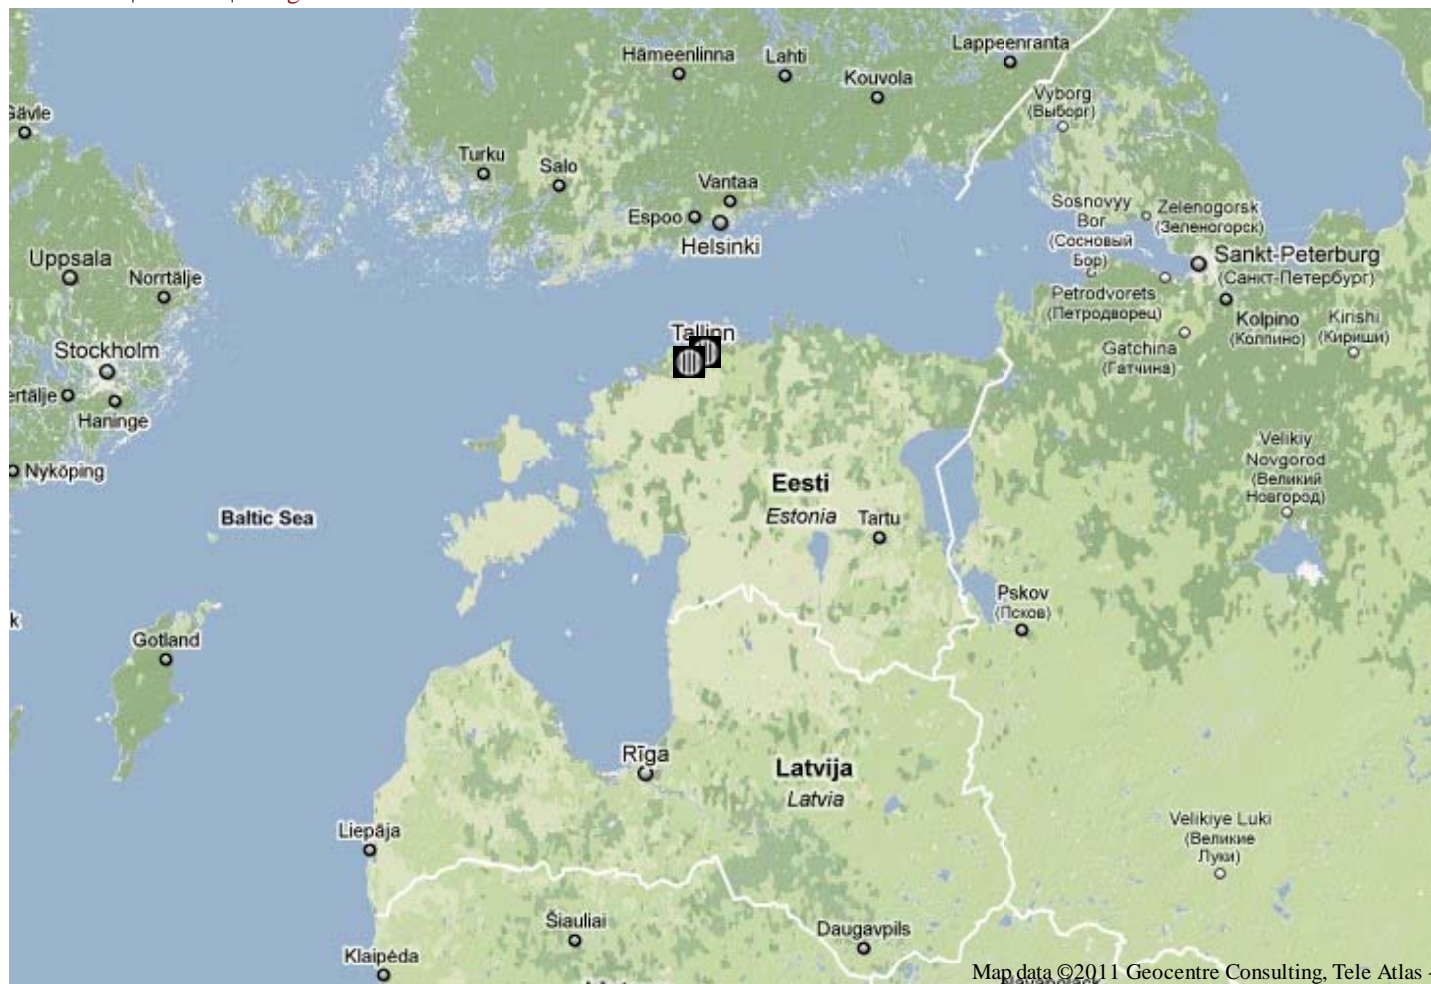 Lappeenranta
Hämeenlinna
Lahti
Kouvola
Vyborg
(Выборг)
Gävle
Turku
Salo
Vantaa
Espoo
Helsinki
Sosnovyy
Bor
(Сосновый
Бор)
Zelenogorsk
(Зеленогорск)
Sankt-Peterburg
(Санкт-Петербург)
Uppsala
Norrtälje
Petrodvorets
(Петродворец)
Kolpino
(Колпино)
Kirishi
(Кириши)
Gatchina
(Гатчина)
Tallinn
Stockholm
ertälje
Haninge
Nyköping
Velikiy
Novgorod
(Великий
Новгород)
Eesti
Estonia
Tartu
Baltic Sea
Pskov
(Псков)
k
Gotland
Rīga
Latvija
Latvia
Liepāja
Velikiye Luki
(Великие
Луки)
Šiauliai
Daugavpils
Klaipėda
Map data ©2011 Geocentre Consulting, Tele Atlas -